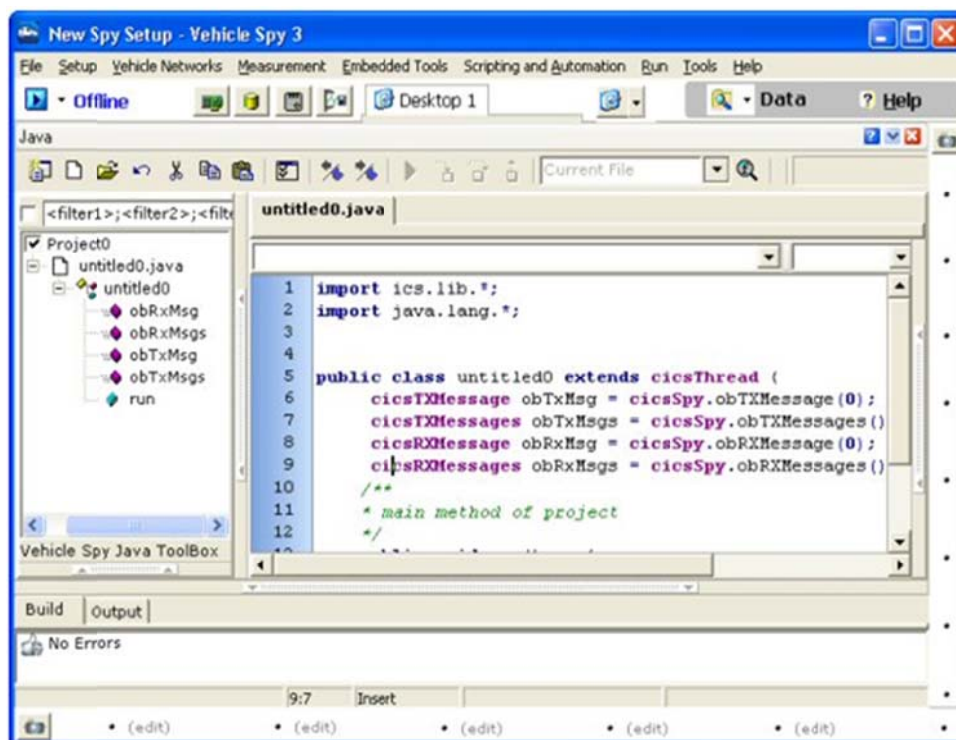 New Spy Setup - Vehicle Spy 3
File Setup Vehicle Networks Measurement Embedded Tools Scripting and Automation Run Tools Help
Offline Desktop 1 Data ? Help
Java
Current File
<filter1>;<filter2>;<filte
untitled0.java
Project0
untitled0.java
untitled0
obRxMsg
obRxMsgs
obTxMsg
obTxMsgs
run
1 import ics.lib.*;
2 import java.lang.*;
3
4
5 public class untitled0 extends cicsThread {
6 cicsTXMessage obTxMsg = cicsSpy.obTXMessage(0);
7 cicsTXMessages obTxMsgs = cicsSpy.obTXMessages()
8 cicsRXMessage obRxMsg = cicsSpy.obRXMessage(0);
9 cicsRXMessages obRxMsgs = cicsSpy.obRXMessages()
10 /**
11 * main method of project
12 */
Vehicle Spy Java ToolBox
Build Output
No Errors
9:7 Insert
• (edit) • (edit) • (edit) • (edit) • (edit)